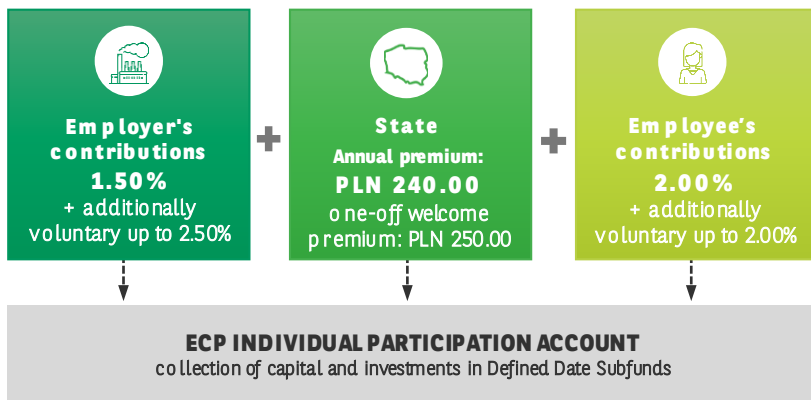 Employer's
contributions
1.50%
+ additionally
voluntary up to 2.50%
+
State
Annual premium:
PLN 240.00
one-off welcome
premium: PLN 250.00
+
Employee’s
contributions
2.00%
+ additionally
voluntary up to 2.00%
ECP INDIVIDUAL PARTICIPATION ACCOUNT
collection of capital and investments in Defined Date Subfunds